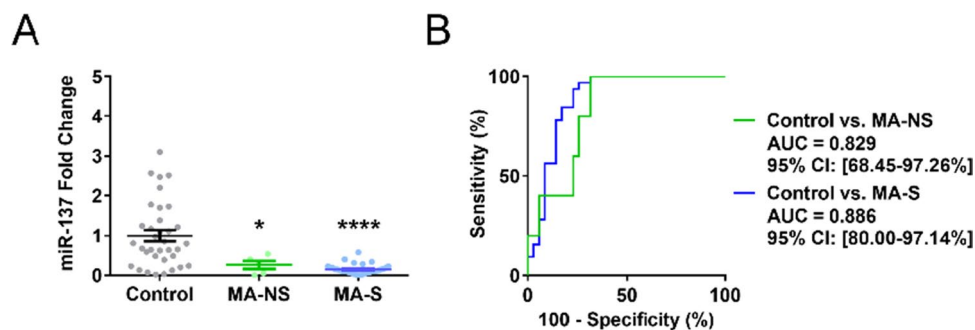 A
miR-137 Fold Change
5
4
3
2
1
0
*
****
Control
MA-NS
MA-S
B
Sensitivity (%)
100
50
0
0
50
100
100 - Specificity (%)
Control vs. MA-NS
AUC = 0.829
95% CI: [68.45-97.26%]
Control vs. MA-S
AUC = 0.886
95% CI: [80.00-97.14%]